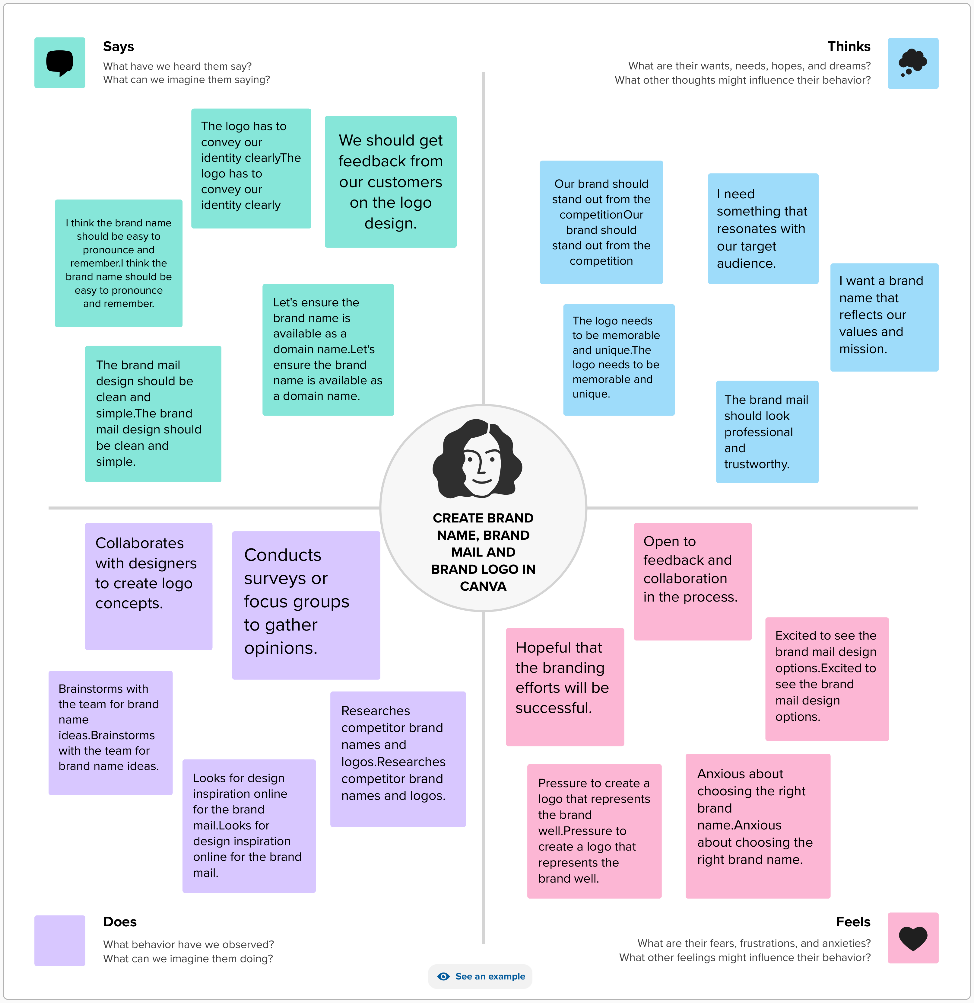 Says
What have we heard them say?
What can we imagine them saying?
Thinks
What are their wants, needs, hopes, and dreams?
What other thoughts might influence their behavior?
The logo has to
convey our
identity clearlyThe
logo has to
convey our
identity clearly
We should get
feedback from
our customers
on the logo
design.
I think the brand name
should be easy to
pronounce and
remember.I think the
brand name should be
easy to pronounce
and remember.
Let's ensure the
brand name is
available as a
domain name.Let's
ensure the brand
name is available as
a domain name.
The brand mail
design should be
clean and
simple.The brand
mail design should
be clean and
simple.
Our brand should
stand out from the
competitionOur
brand should
stand out from the
competition
I need
something that
resonates with
our target
audience.
I want a brand
name that
reflects our
values and
mission.
The logo needs
to be memorable
and unique.The
logo needs to be
memorable and
unique.
The brand mail
should look
professional
and
trustworthy.
CREATE BRAND
NAME, BRAND
MAIL AND
BRAND LOGO IN
CANVA
Collaborates
with designers
to create logo
concepts.
Conducts
surveys or
focus groups
to gather
opinions.
Brainstorms with
the team for brand
name
ideas.Brainstorms
with the team for
brand name ideas.
Researches
competitor brand
names and
logos.Researches
competitor brand
names and logos.
Looks for design
inspiration online
for the brand
mail.Looks for
design inspiration
online for the brand
mail.
Open to
feedback and
collaboration
in the process.
Hopeful that
the branding
efforts will be
successful.
Excited to see the
brand mail design
options.Excited to
see the brand
mail design
options.
Pressure to create a
logo that represents
the brand
well.Pressure to
create a logo that
represents the
brand well.
Anxious about
choosing the right
brand
name.Anxious
about choosing the
right brand name.
Does
What behavior have we observed?
What can we imagine them doing?
Feels
What are their fears, frustrations, and anxieties?
What other feelings might influence their behavior?
See an example